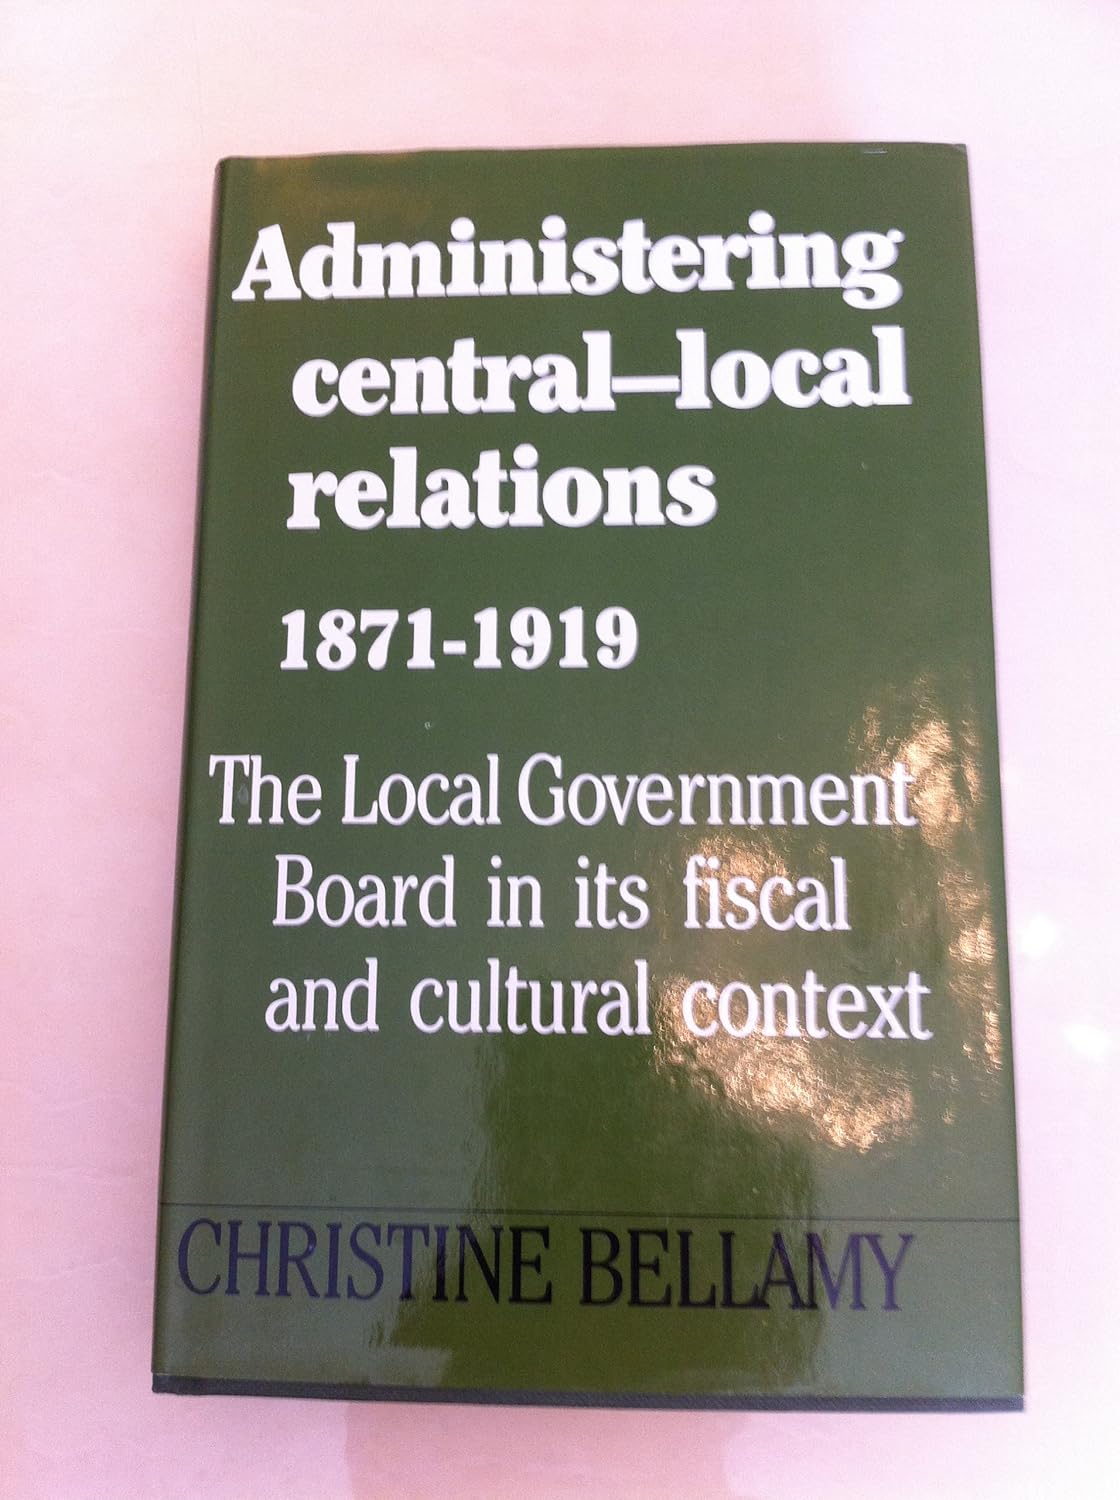 Administering
central–local
relations
1871-1919
The Local Government
Board in its fiscal
and cultural context
CHRISTINE BELLAMY